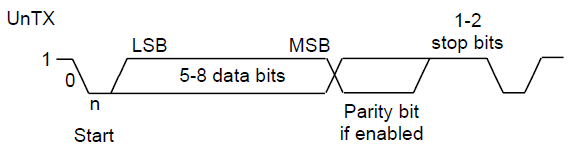 UnTX
1-2
stop bits
LSB
MSB
1
0
5-8 data bits
n
Parity bit
if enabled
Start